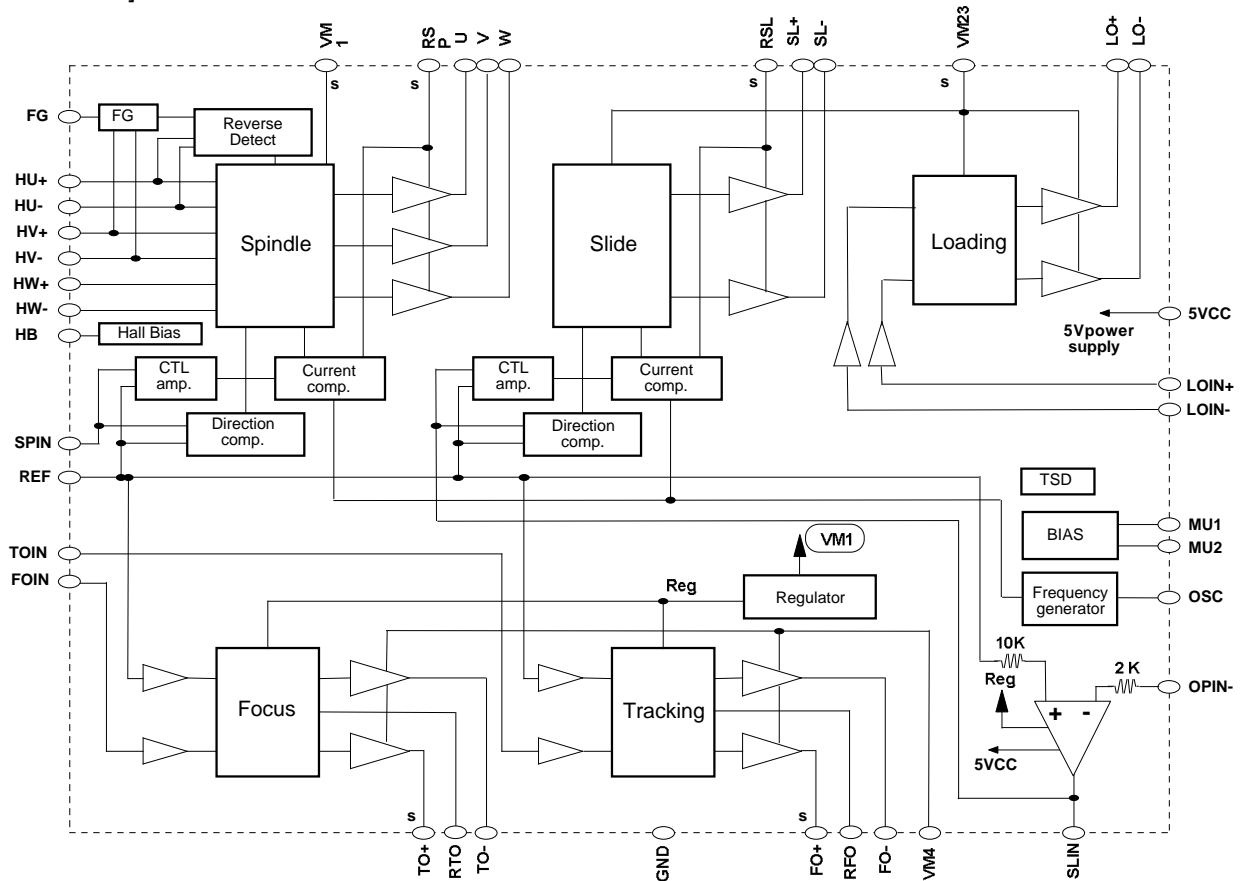 VM
1
RS
P
U
V
W
RSL
SL+
SL-
VM23
LO+
LO-
s
s
s
s
FG
FG
Reverse
Detect
HU+
HU-
HV+
HV-
HW+
HW-
HB
Hall Bias
Spindle
Slide
Loading
5VCC
5Vpower
supply
CTL
amp.
Current
comp.
CTL
amp.
Current
comp.
LOIN+
LOIN-
Direction
comp.
Direction
comp.
SPIN
REF
TSD
BIAS
MU1
MU2
TOIN
FOIN
VM1
Reg
Regulator
Frequency
generator
OSC
10K
2 K
Reg
OPIN-
+ -
5VCC
Focus
Tracking
s
s
TO+
RTO
TO-
GND
FO+
RFO
FO-
VM4
SLIN